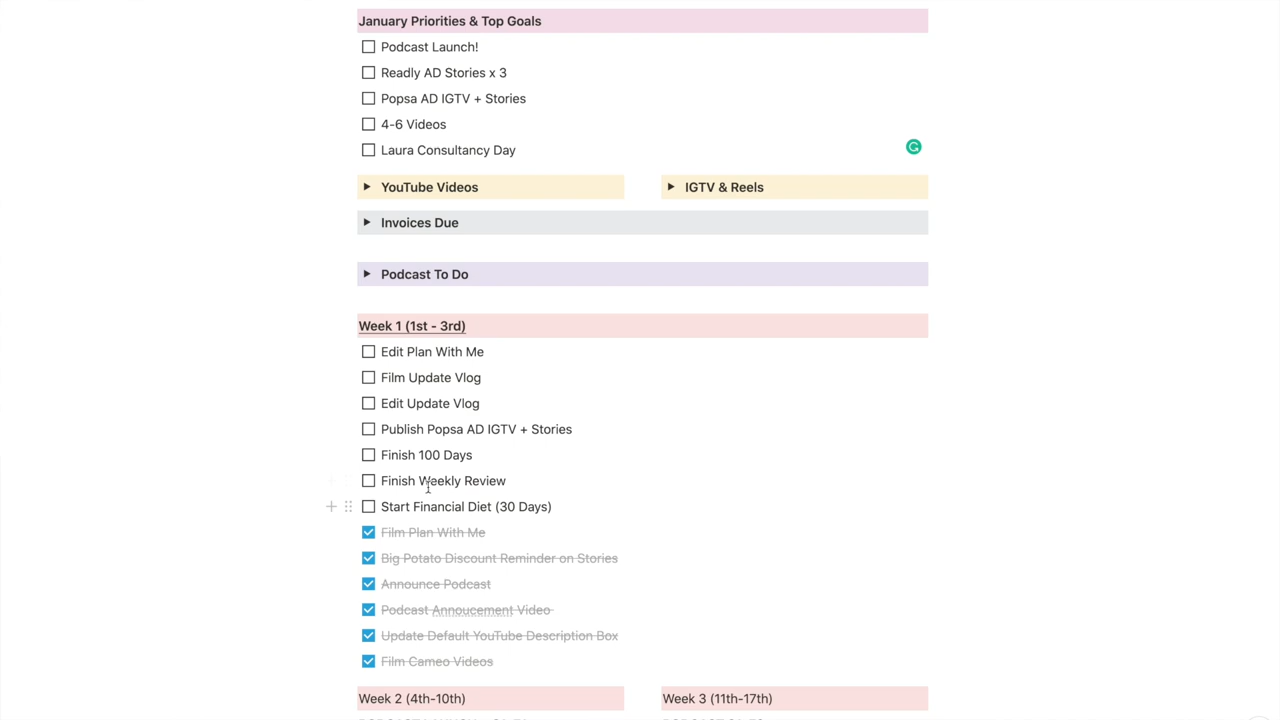 January Priorities & Top Goals
Podcast Launch!
Readly AD Stories x 3
Popsa AD IGTV + Stories
4-6 Videos
Laura Consultancy Day
YouTube Videos
IGTV & Reels
Invoices Due
Podcast To Do
Week 1 (1st - 3rd)
Edit Plan With Me
Film Update Vlog
Edit Update Vlog
Publish Popsa AD IGTV + Stories
Finish 100 Days
Finish Weekly Review
Start Financial Diet (30 Days)
Film Plan With Me
Big Potato Discount Reminder on Stories
Announce Podcast
Podcast Annoucement Video
Update Default YouTube Description Box
Film Cameo Videos
Week 2 (4th-10th)
Week 3 (11th-17th)